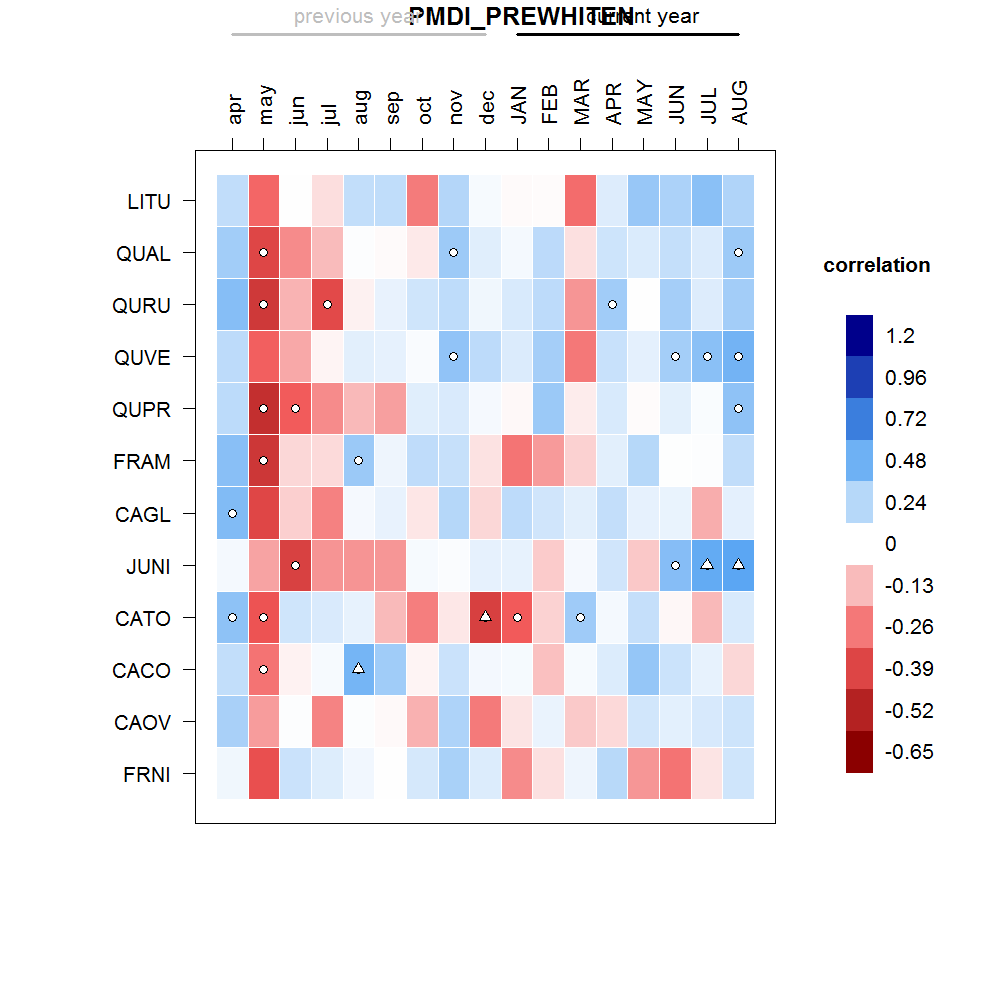 previous year PMDI_PREWHITEN current year
apr may jun jul aug sep oct nov dec JAN FEB MAR APR MAY JUN JUL AUG
LITU
QUAL
QURU
QUVE
QUPR
FRAM
CAGL
JUNI
CATO
CACO
CAOV
FRNI
correlation
1.2
0.96
0.72
0.48
0.24
0
-0.13
-0.26
-0.39
-0.52
-0.65